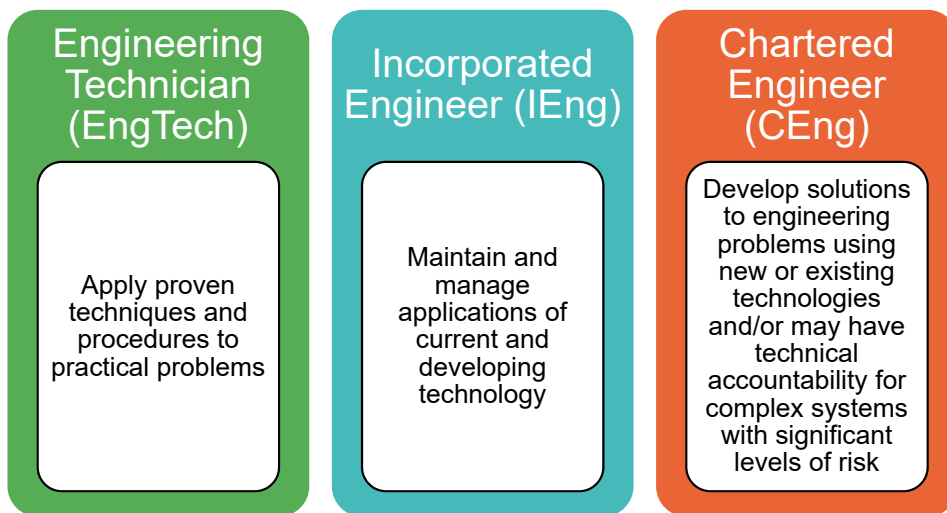 Engineering
Technician
(EngTech)
Apply proven
techniques and
procedures to
practical problems
Incorporated
Engineer (IEng)
Maintain and
manage
applications of
current and
developing
technology
Chartered
Engineer
(CEng)
Develop solutions
to engineering
problems using
new or existing
technologies
and/or may have
technical
accountability for
complex systems
with significant
levels of risk